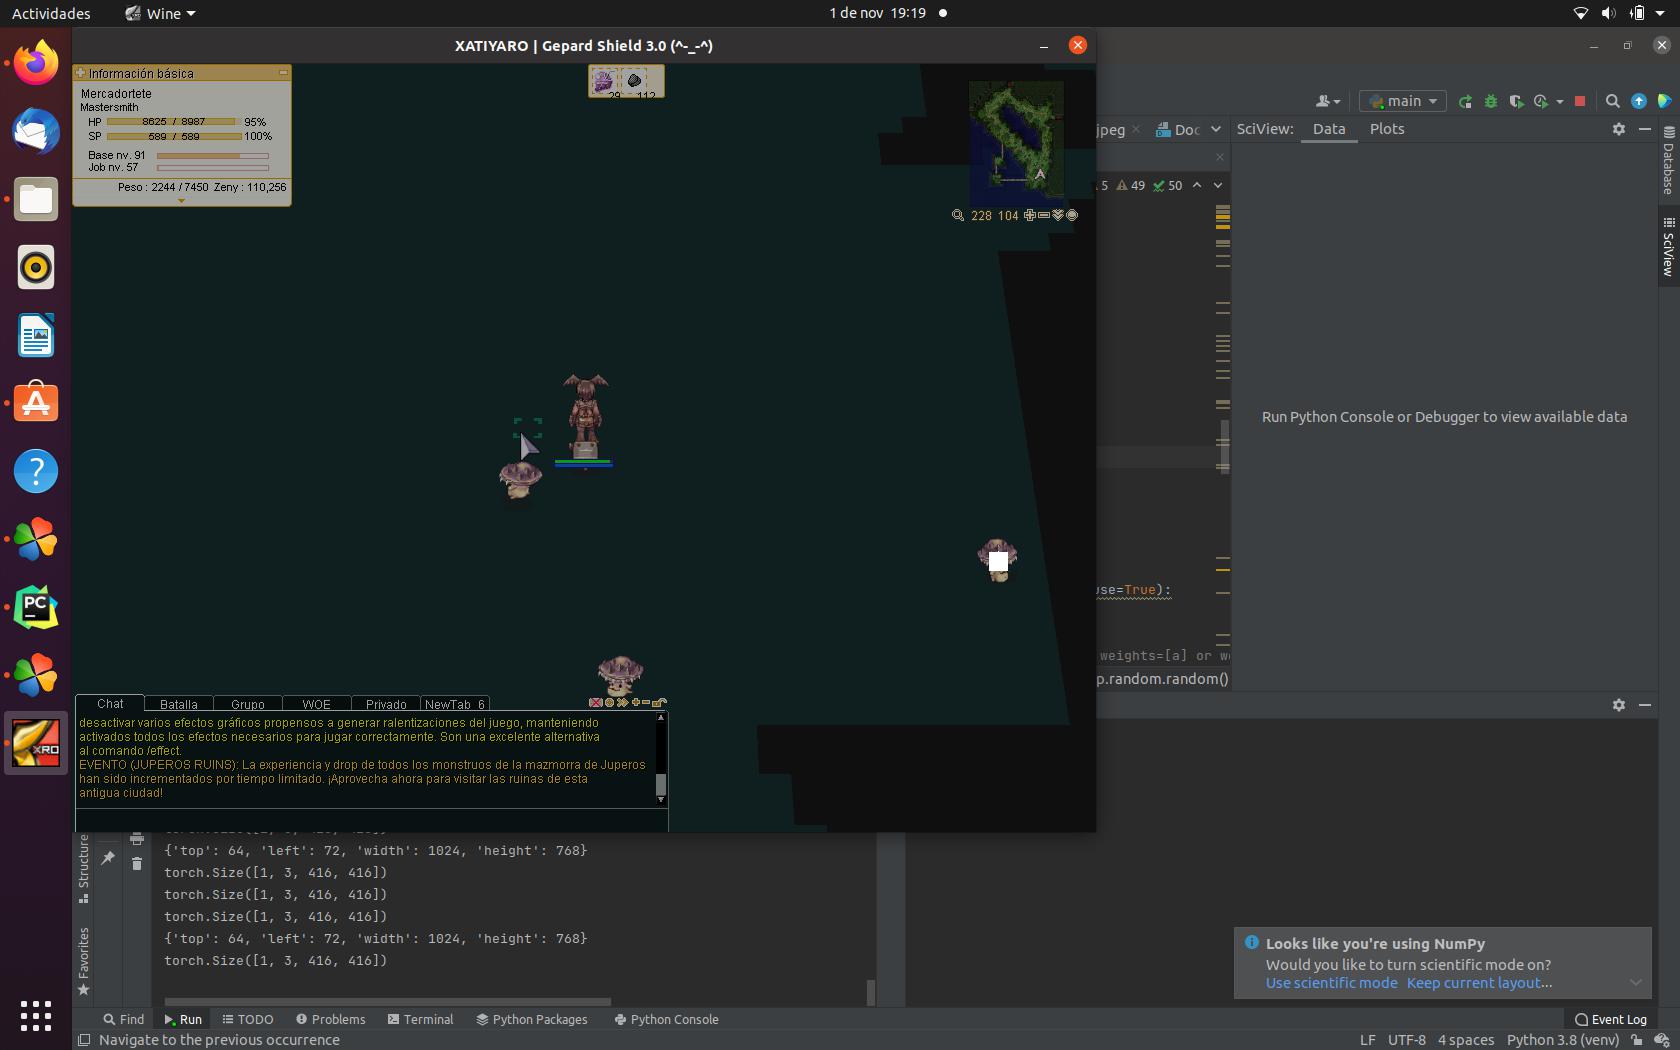 Actividades
Wine
1 de nov 19:19
XATIYARO | Gepard Shield 3.0 (^-_-^)
Información básica
Mercadortete
Mastersmith
HP 8625 / 8987 95%
SP 589 / 589 100%
Base nv. 91
Job nv. 57
Peso : 2244 / 7450 Zeny : 110,256
29 112
228 104
main
jpeg
Doc
SciView: Data Plots
5 49 50
Database
SciView
Run Python Console or Debugger to view available data
use=True):
weights=[a] or we
p.random.random()
Chat Batalla Grupo WOE Privado NewTab_6
desactivar varios efectos gráficos propensos a generar ralentizaciones del juego, manteniendo
activados todos los efectos necesarios para jugar correctamente. Son una excelente alternativa
al comando /effect.
EVENTO (JUPEROS RUINS): La experiencia y drop de todos los monstruos de la mazmorra de Juperos
han sido incrementados por tiempo limitado. ¡Aprovecha ahora para visitar las ruinas de esta
antigua ciudad!
XRO
PC
Structure
Favorites
{'top': 64, 'left': 72, 'width': 1024, 'height': 768}
torch.Size([1, 3, 416, 416])
torch.Size([1, 3, 416, 416])
torch.Size([1, 3, 416, 416])
{'top': 64, 'left': 72, 'width': 1024, 'height': 768}
torch.Size([1, 3, 416, 416])
Looks like you're using NumPy
Would you like to turn scientific mode on?
Use scientific mode Keep current layout...
Find Run TODO Problems Terminal Python Packages Python Console
Event Log
Navigate to the previous occurrence
LF UTF-8 4 spaces Python 3.8 (venv)